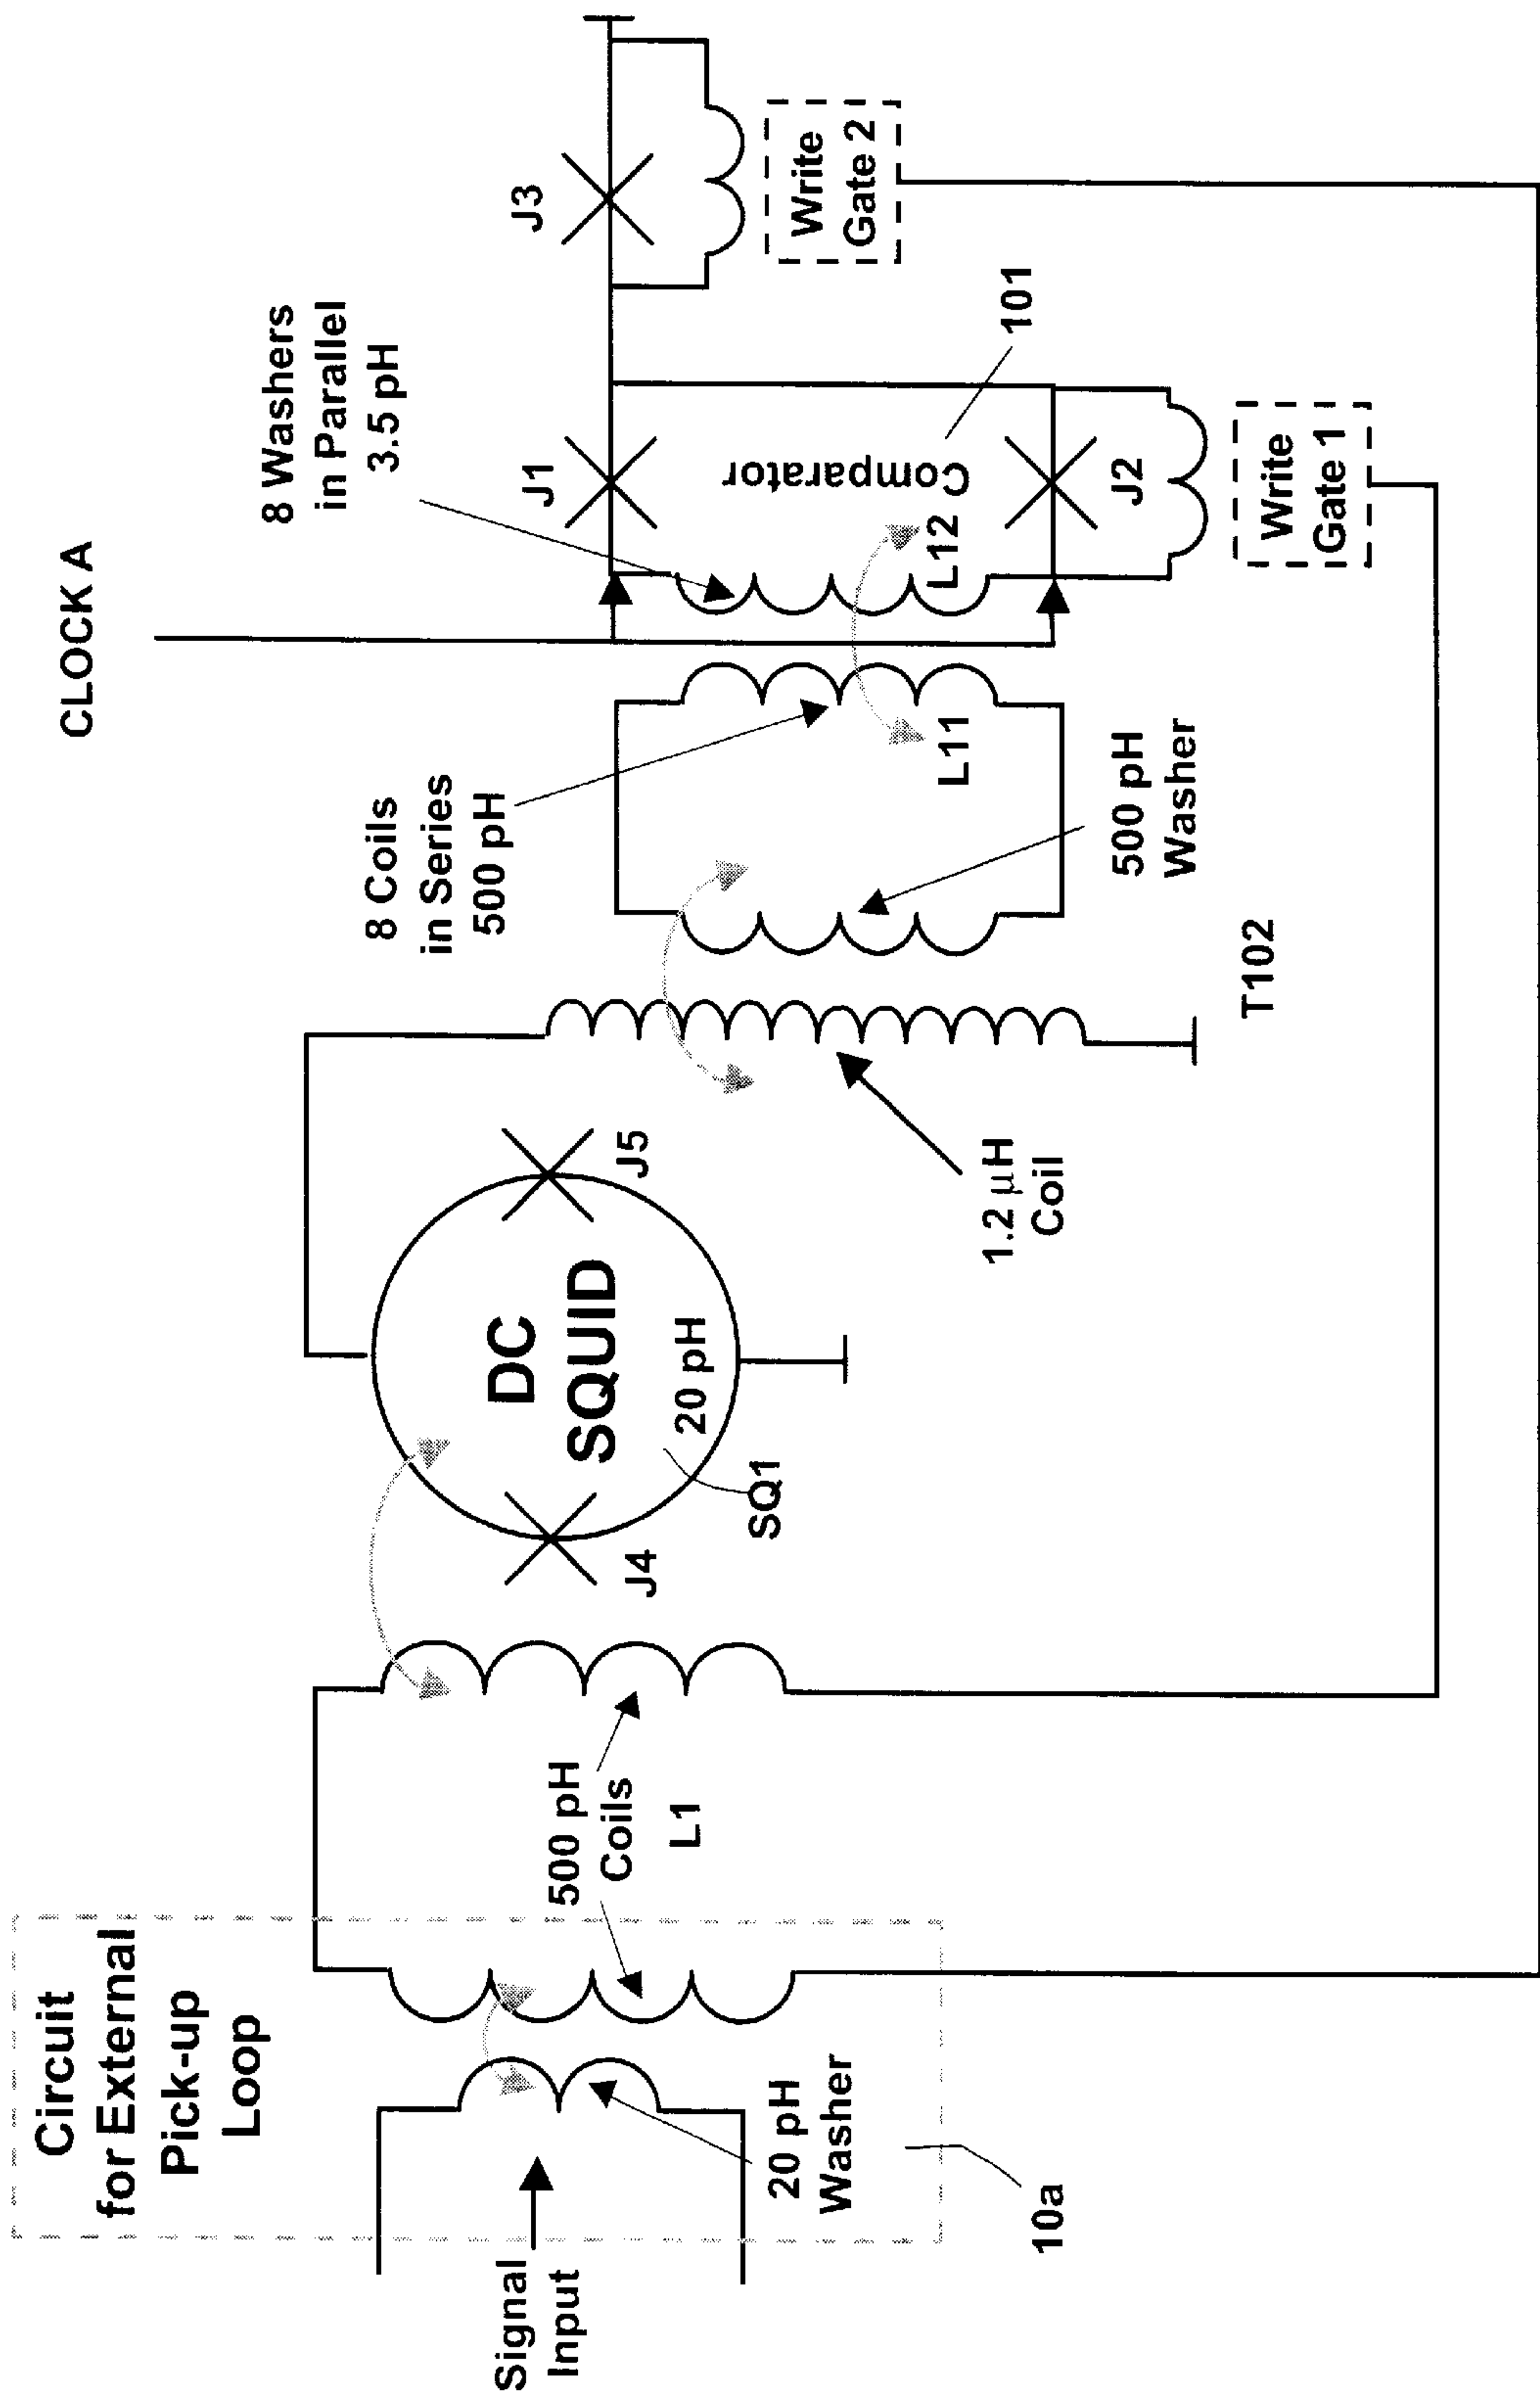 CLOCK A
Circuit
for External
Pick-up
Loop
Signal
Input
20 pH
Washer
10a
500 pH
Coils
L1
DC
SQUID
20 pH
SQ1
J4
J5
1.2 μH
Coil
T102
8 Coils
in Series
500 pH
500 pH
Washer
L11
L12
8 Washers
in Parallel
3.5 pH
J1
Comparator
101
J2
J3
Write
Gate 1
Write
Gate 2